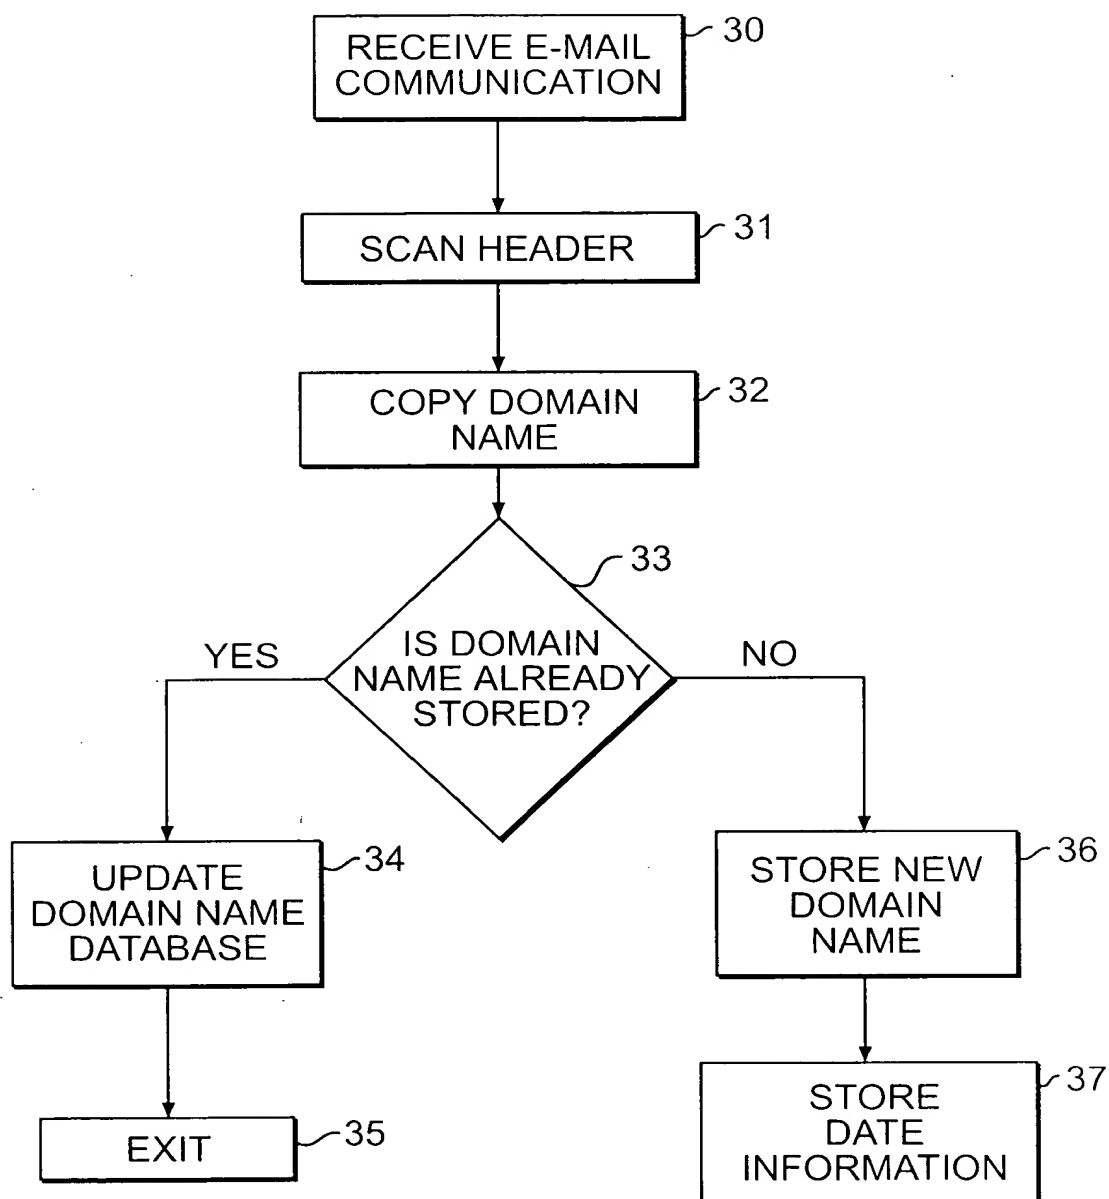 RECEIVE E-MAIL
COMMUNICATION
30
SCAN HEADER
31
COPY DOMAIN
NAME
32
33
IS DOMAIN
NAME ALREADY
STORED?
YES
NO
UPDATE
DOMAIN NAME
DATABASE
34
STORE NEW
DOMAIN
NAME
36
EXIT
35
STORE
DATE
INFORMATION
37